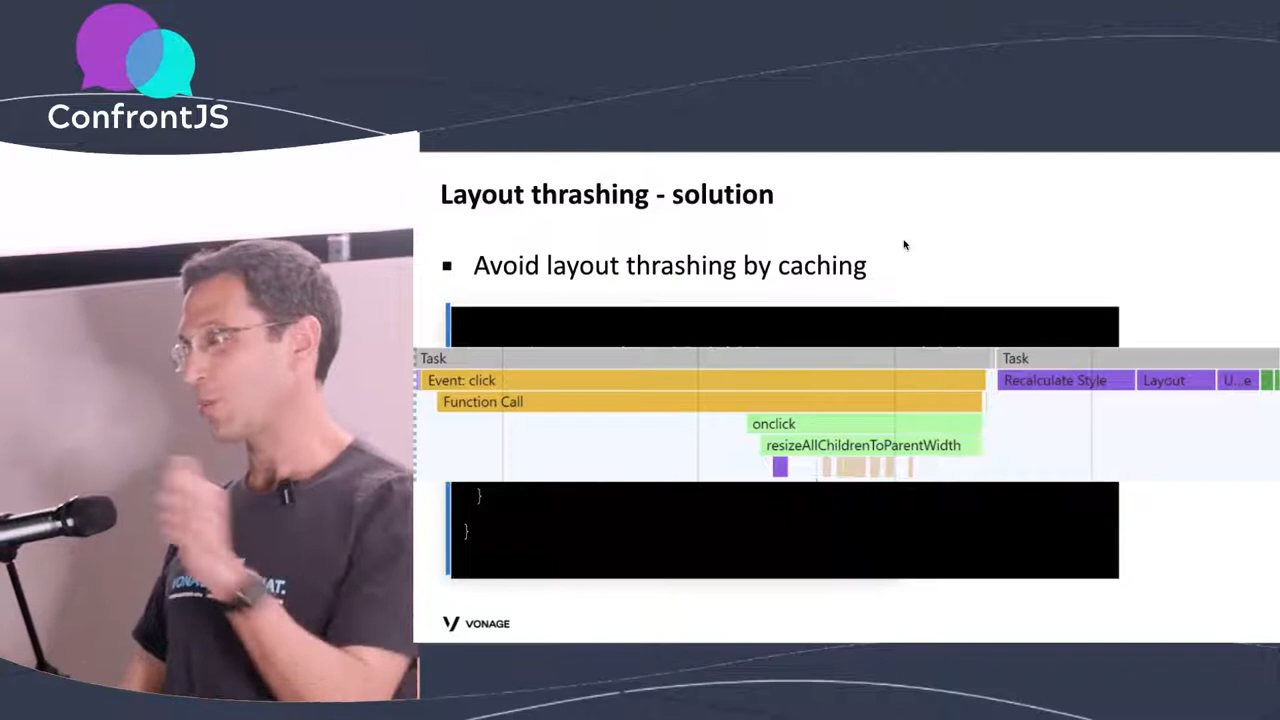 ConfrontJS
Layout thrashing - solution
▪ Avoid layout thrashing by caching
Task
Task
Event: click
Recalculate Style
Layout
U...e
Function Call
onclick
resizeAllChildrenToParentWidth
}
}
VONAGE